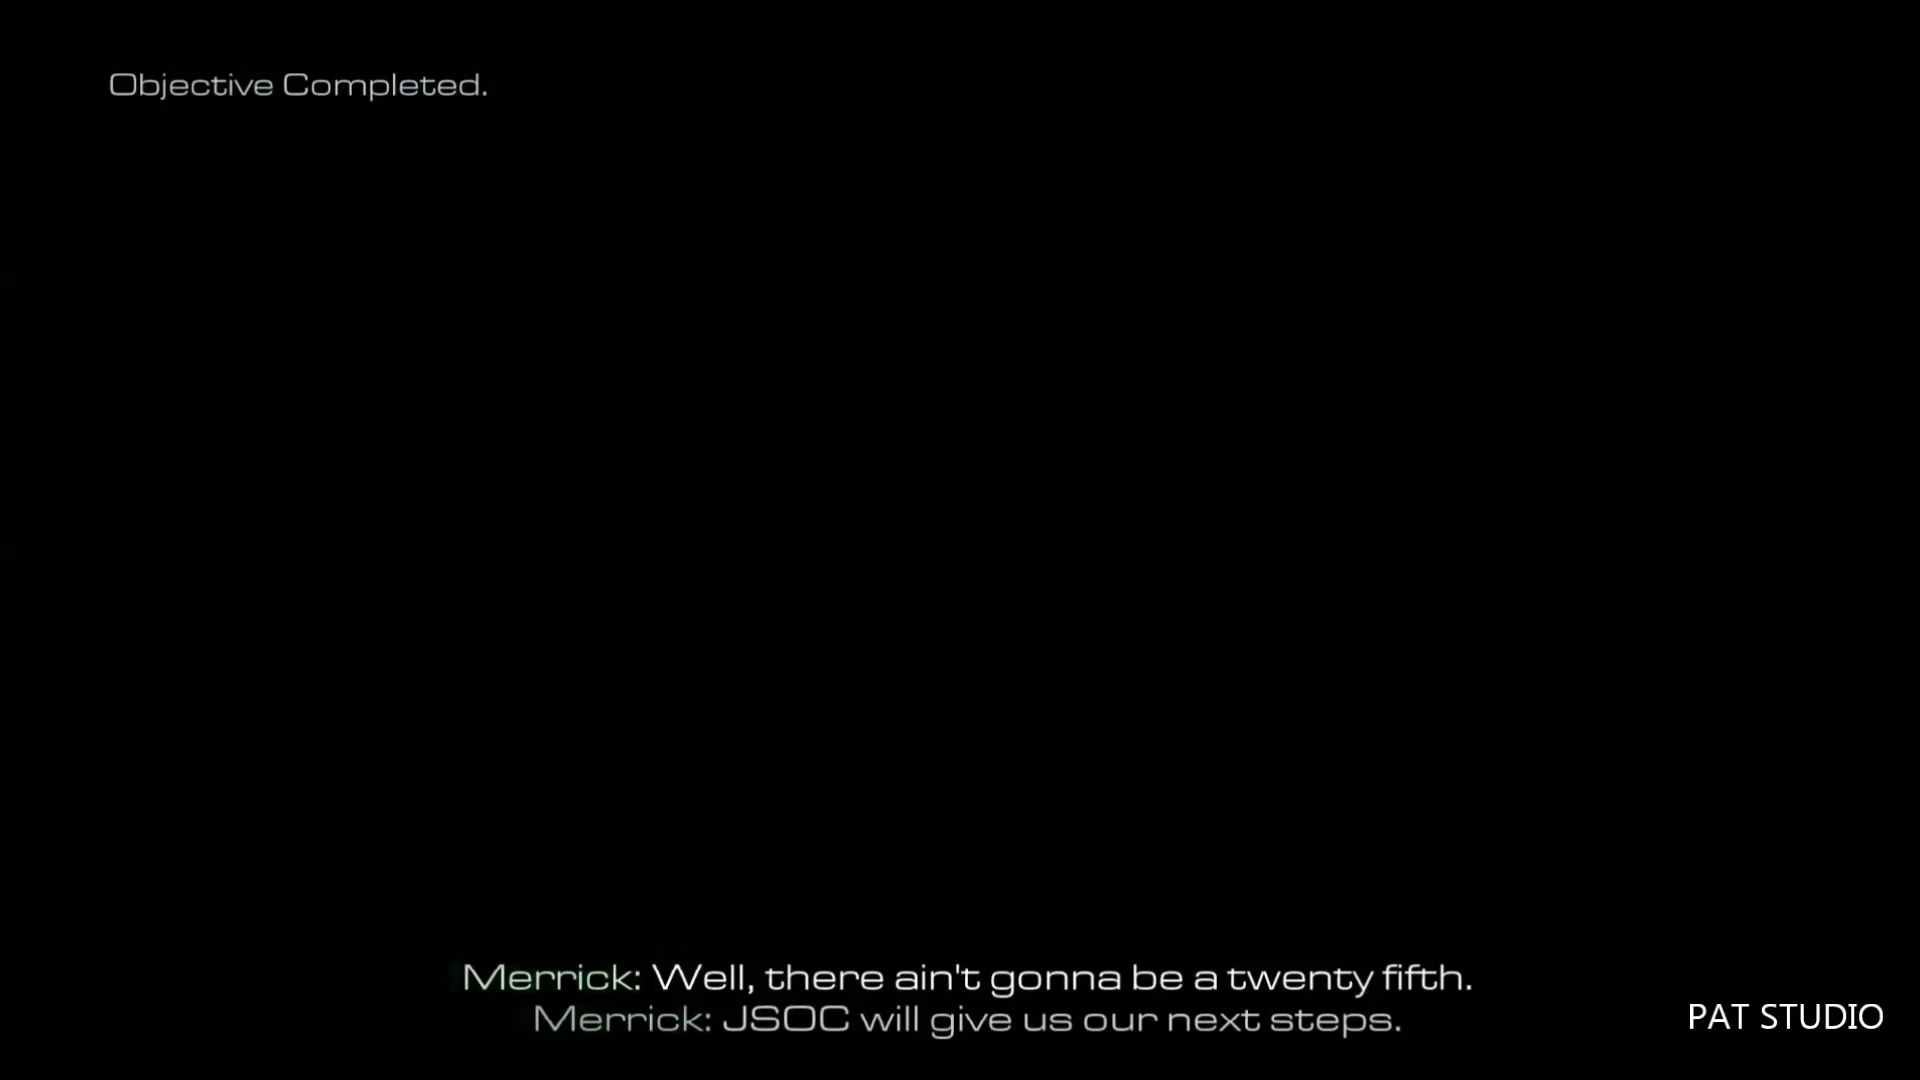 Objective Completed.
Merrick: Well, there ain't gonna be a twenty fifth.
Merrick: JSOC will give us our next steps.
PAT STUDIO